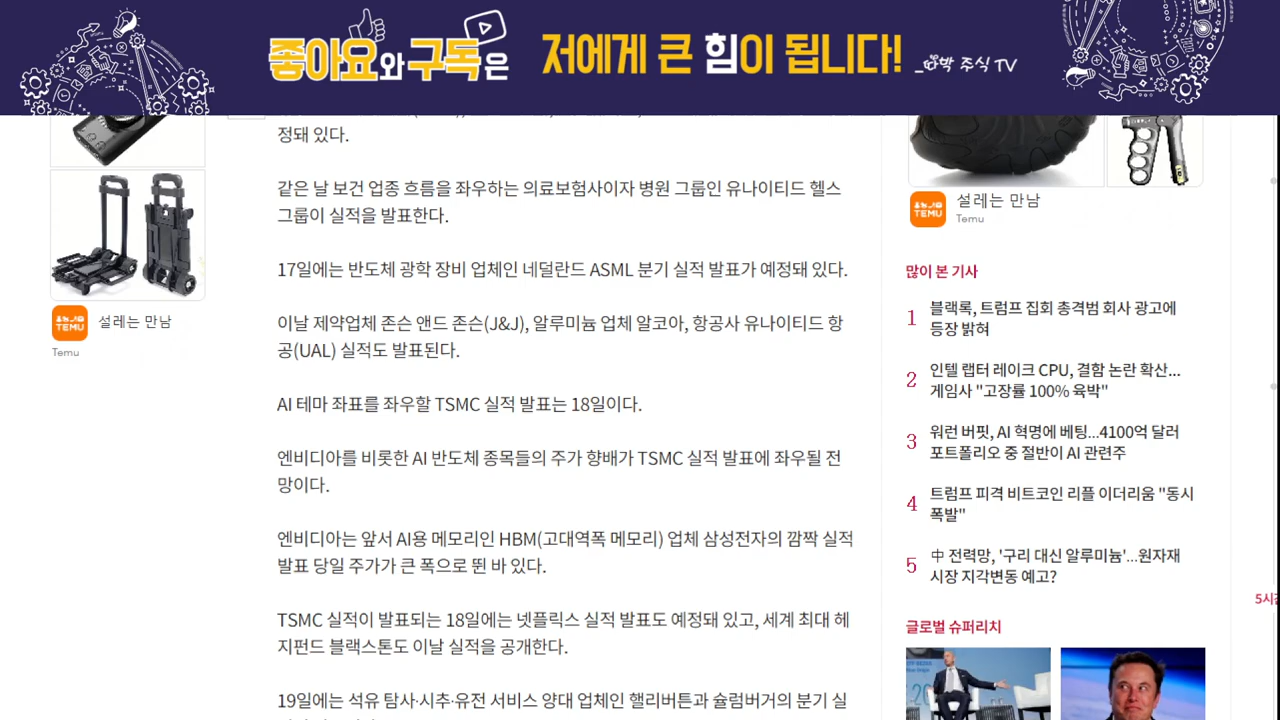 좋아요와 구독은 저에게 큰 힘이 됩니다!
박 주식 TV
정돼 있다.
같은 날 보건 업종 흐름을 좌우하는 의료보험사이자 병원 그룹인 유나이티드 헬스
그룹이 실적을 발표한다.
17일에는 반도체 광학 장비 업체인 네덜란드 ASML 분기 실적 발표가 예정돼 있다.
이날 제약업체 존슨 앤드 존슨(J&J), 알루미늄 업체 알코아, 항공사 유나이티드 항
공(UAL) 실적도 발표된다.
AI 테마 좌표를 좌우할 TSMC 실적 발표는 18일이다.
엔비디아를 비롯한 AI 반도체 종목들의 주가 향배가 TSMC 실적 발표에 좌우될 전
망이다.
엔비디아는 앞서 AI용 메모리인 HBM(고대역폭 메모리) 업체 삼성전자의 깜짝 실적
발표 당일 주가가 큰 폭으로 뛴 바 있다.
TSMC 실적이 발표되는 18일에는 넷플릭스 실적 발표도 예정돼 있고, 세계 최대 헤
지펀드 블랙스톤도 이날 실적을 공개한다.
19일에는 석유 탐사·시추·유전 서비스 양대 업체인 핼리버튼과 슐럼버거의 분기 실
TEMU
설레는 만남
Temu
TEMU
설레는 만남
Temu
많이 본 기사
1 블랙록, 트럼프 집회 총격범 회사 광고에
등장 밝혀
2 인텔 랩터 레이크 CPU, 결함 논란 확산...
게임사 "고장률 100% 육박"
3 워런 버핏, AI 혁명에 베팅...4100억 달러
포트폴리오 중 절반이 AI 관련주
4 트럼프 피격 비트코인 리플 이더리움 "동시
폭발"
5 中 전력망, '구리 대신 알루미늄'...원자재
시장 지각변동 예고?
글로벌 슈퍼리치